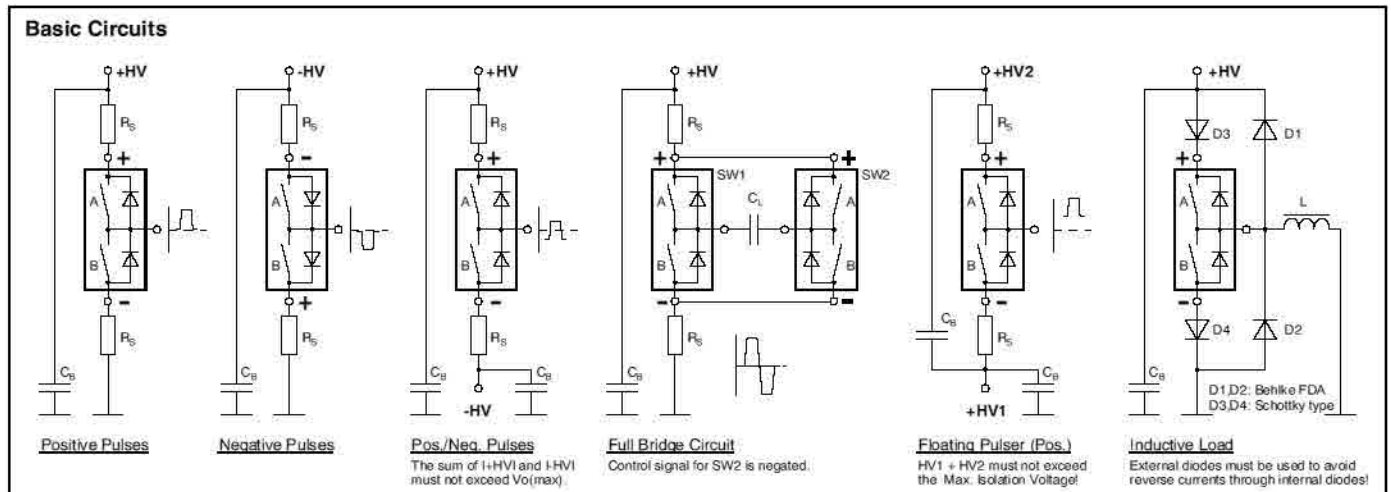 Basic Circuits
+HV
-HV
+HV
+HV
+HV2
+HV
RS
RS
RS
RS
RS
D3
D1
+
-
+
+
+
+
+
SW1
SW2
A
A
A
A
A
A
A
CL
L
B
B
B
B
B
B
B
-
+
-
-
-
-
-
RS
RS
RS
CB
RS
D4
D2
CB
CB
CB
CB
CB
CB
CB
-HV
+HV1
D1,D2: Behlke FDA
D3,D4: Schottky type
Positive Pulses
Negative Pulses
Pos./Neg. Pulses
The sum of I+HVI and I-HVI
must not exceed Vo(max).
Full Bridge Circuit
Control signal for SW2 is negated.
Floating Pulser (Pos.)
HV1 + HV2 must not exceed
the Max. Isolation Voltage!
Inductive Load
External diodes must be used to avoid
reverse currents through internal diodes!